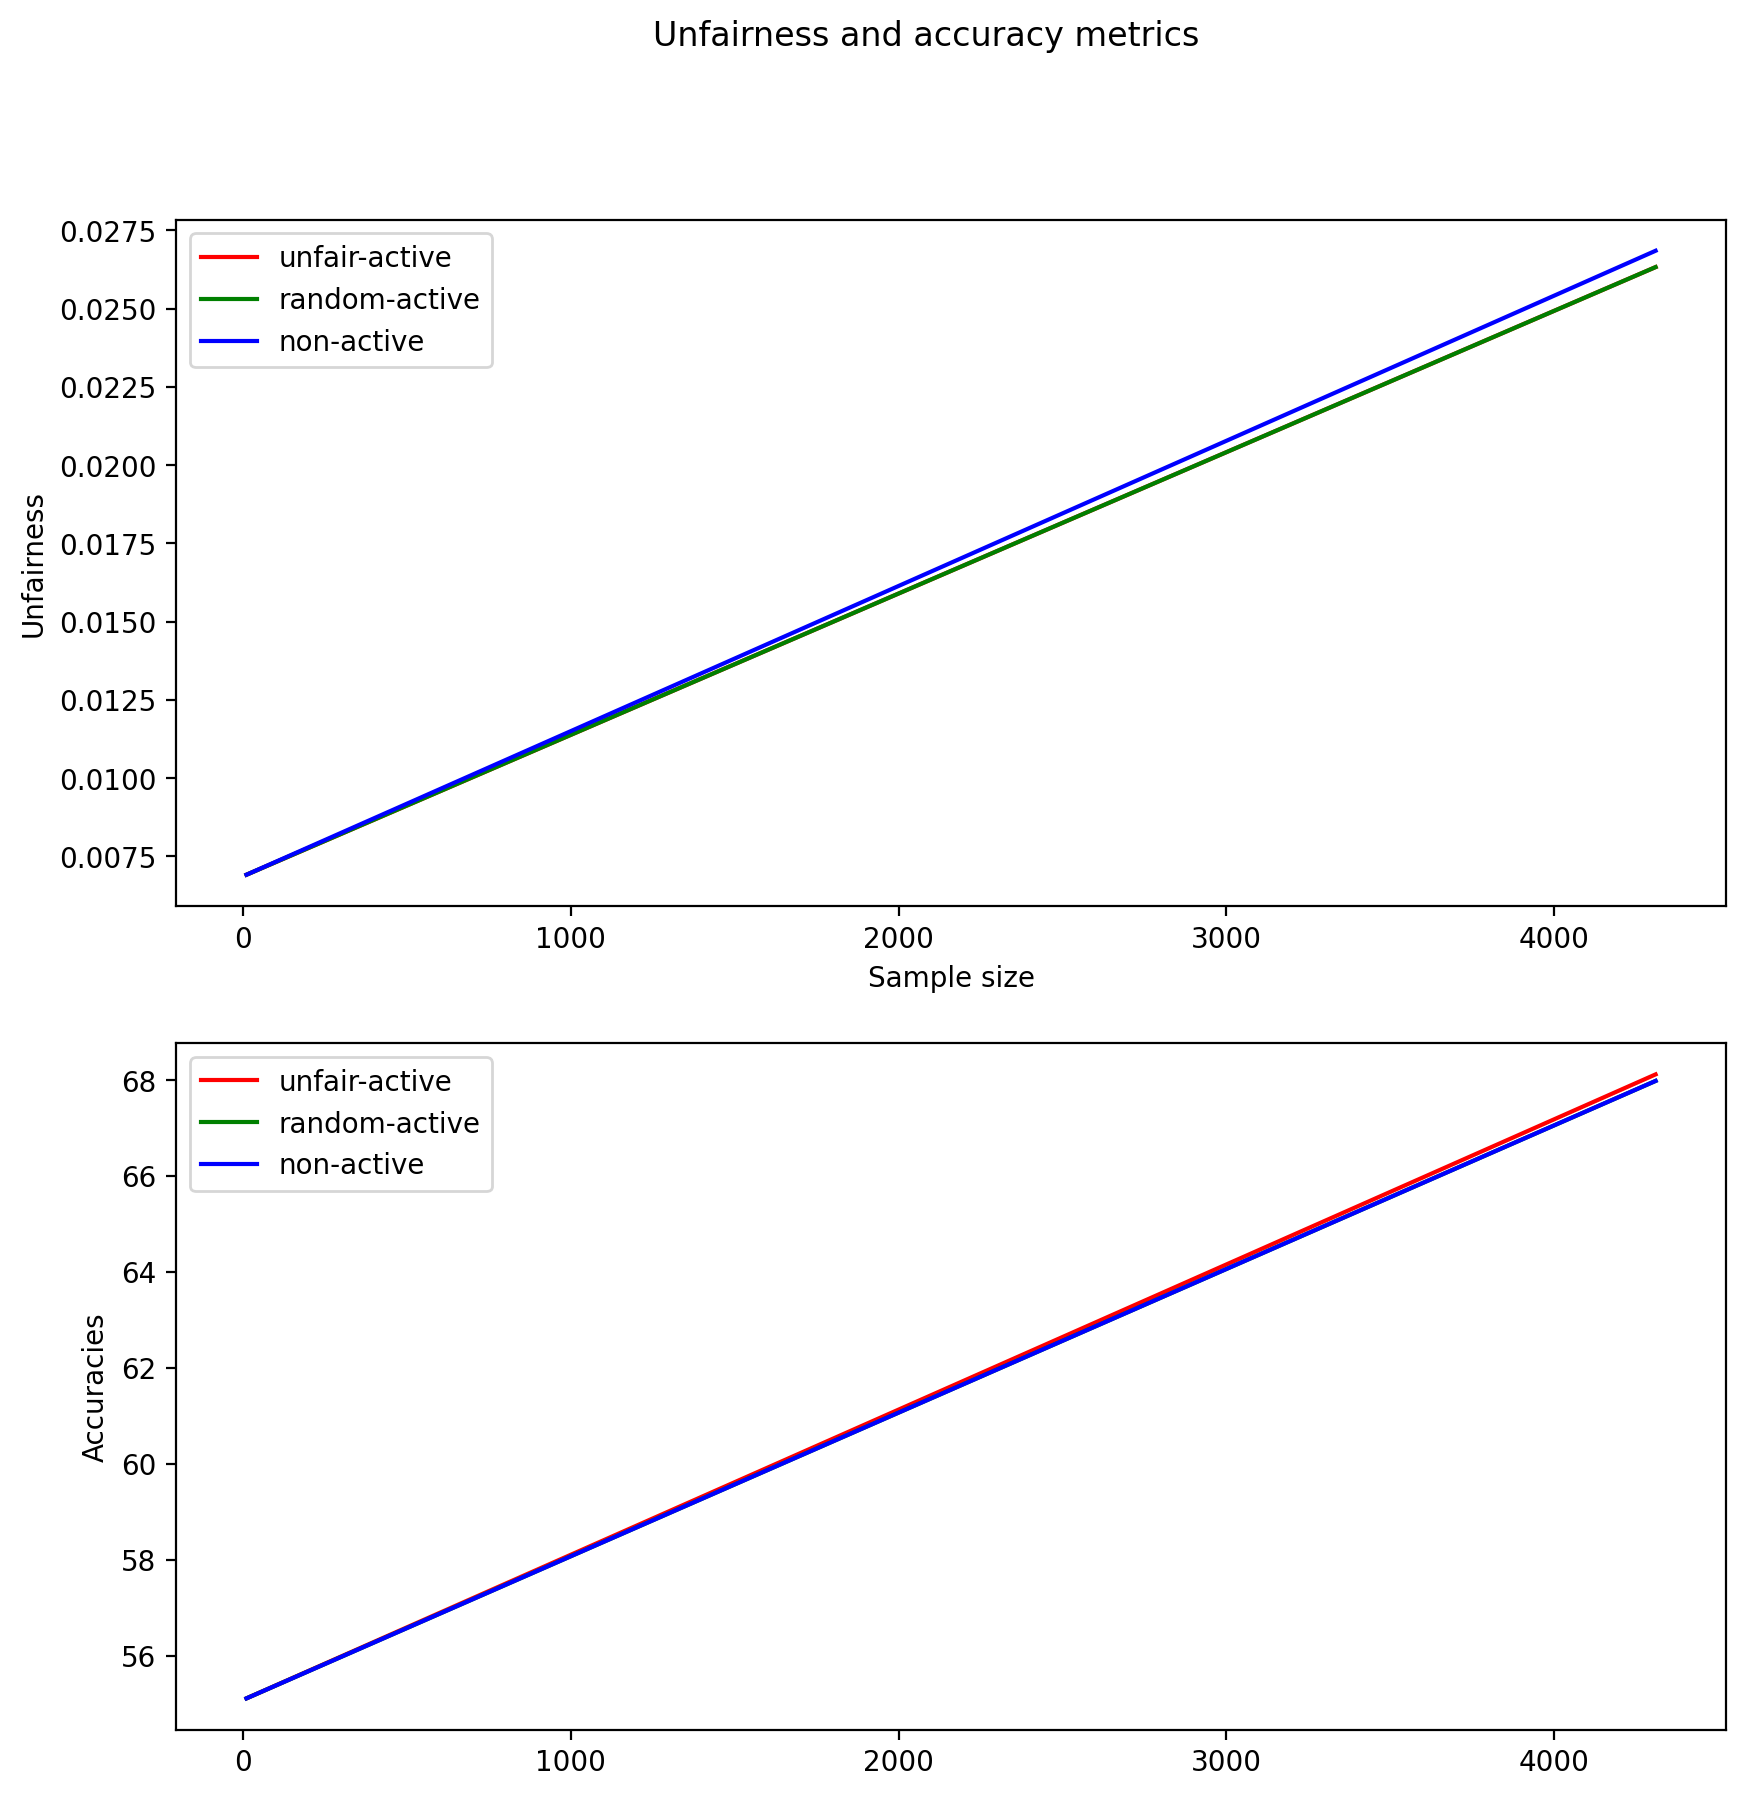 Unfairness and accuracy metrics
0.0275
0.0250
0.0225
0.0200
0.0175
0.0150
0.0125
0.0100
0.0075
Unfairness
unfair-active
random-active
non-active
0 1000 2000 3000 4000
Sample size
68
66
64
62
60
58
56
Accuracies
unfair-active
random-active
non-active
0 1000 2000 3000 4000